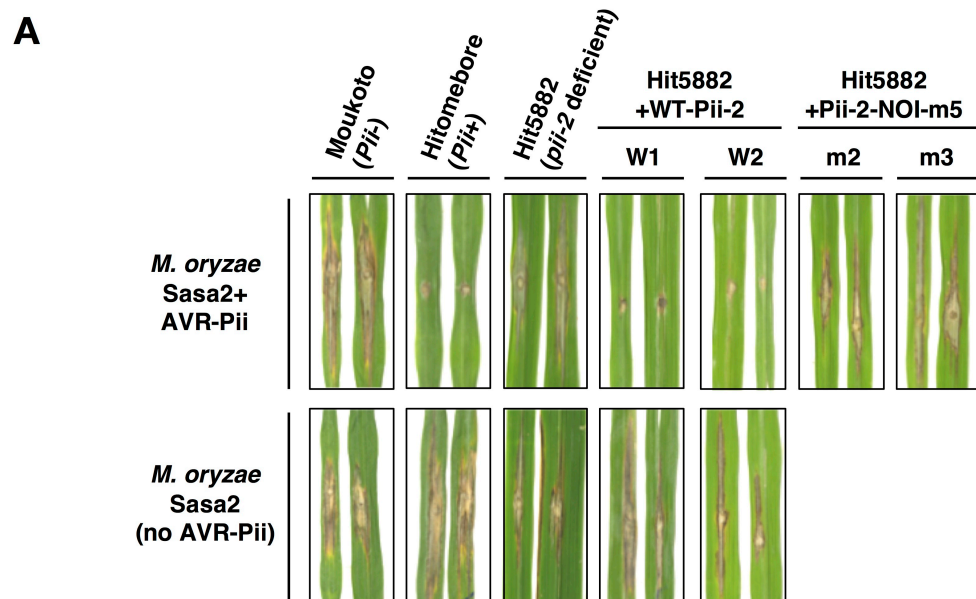 A
Moukoto
(Pii-)
Hitomebore
(Pii+)
Hit5882
(pii-2 deficient)
Hit5882
+WT-Pii-2
Hit5882
+Pii-2-NOI-m5
W1
W2
m2
m3
M. oryzae
Sasa2+
AVR-Pii
M. oryzae
Sasa2
(no AVR-Pii)